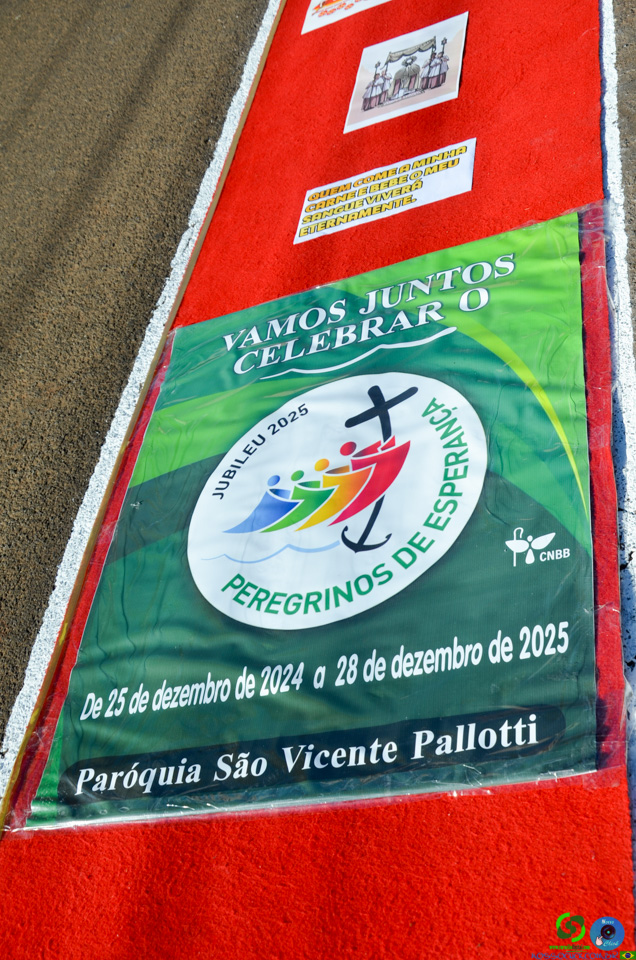 QUEM COME A MINHA
CARNE E BEBE O MEU
SANGUE VIVERÁ
ETERNAMENTE.
VAMOS JUNTOS
CELEBRAR O
JUBILEU 2025
PEREGRINOS DE ESPERANÇA
CNBB
De 25 de dezembro de 2024 a 28 de dezembro de 2025
Paróquia São Vicente Pallotti